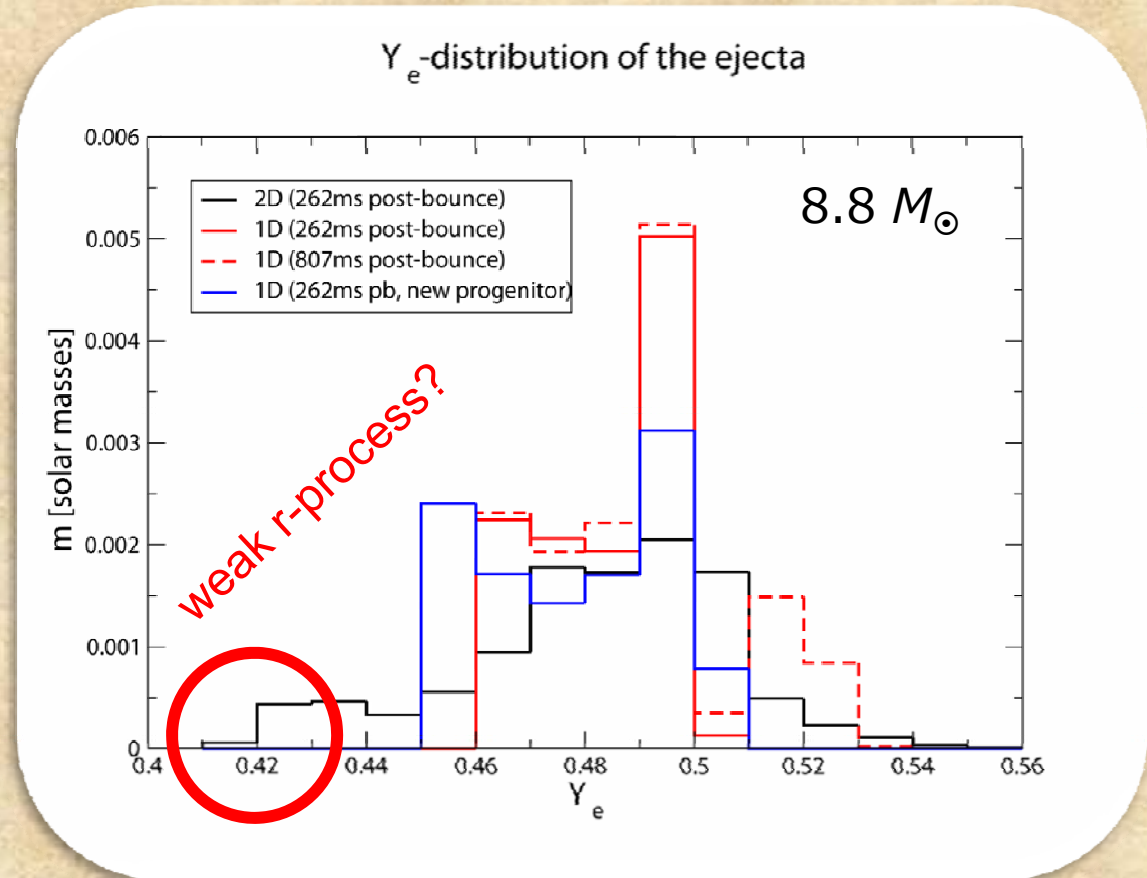 Y e-distribution of the ejecta
0.006
0.005
0.004
0.003
0.002
0.001
0
m [solar masses]
2D (262ms post-bounce)
1D (262ms post-bounce)
1D (807ms post-bounce)
1D (262ms pb, new progenitor)
8.8 M☉
weak r-process?
0.4 0.42 0.44 0.46 0.48 0.5 0.52 0.54 0.56
Y e